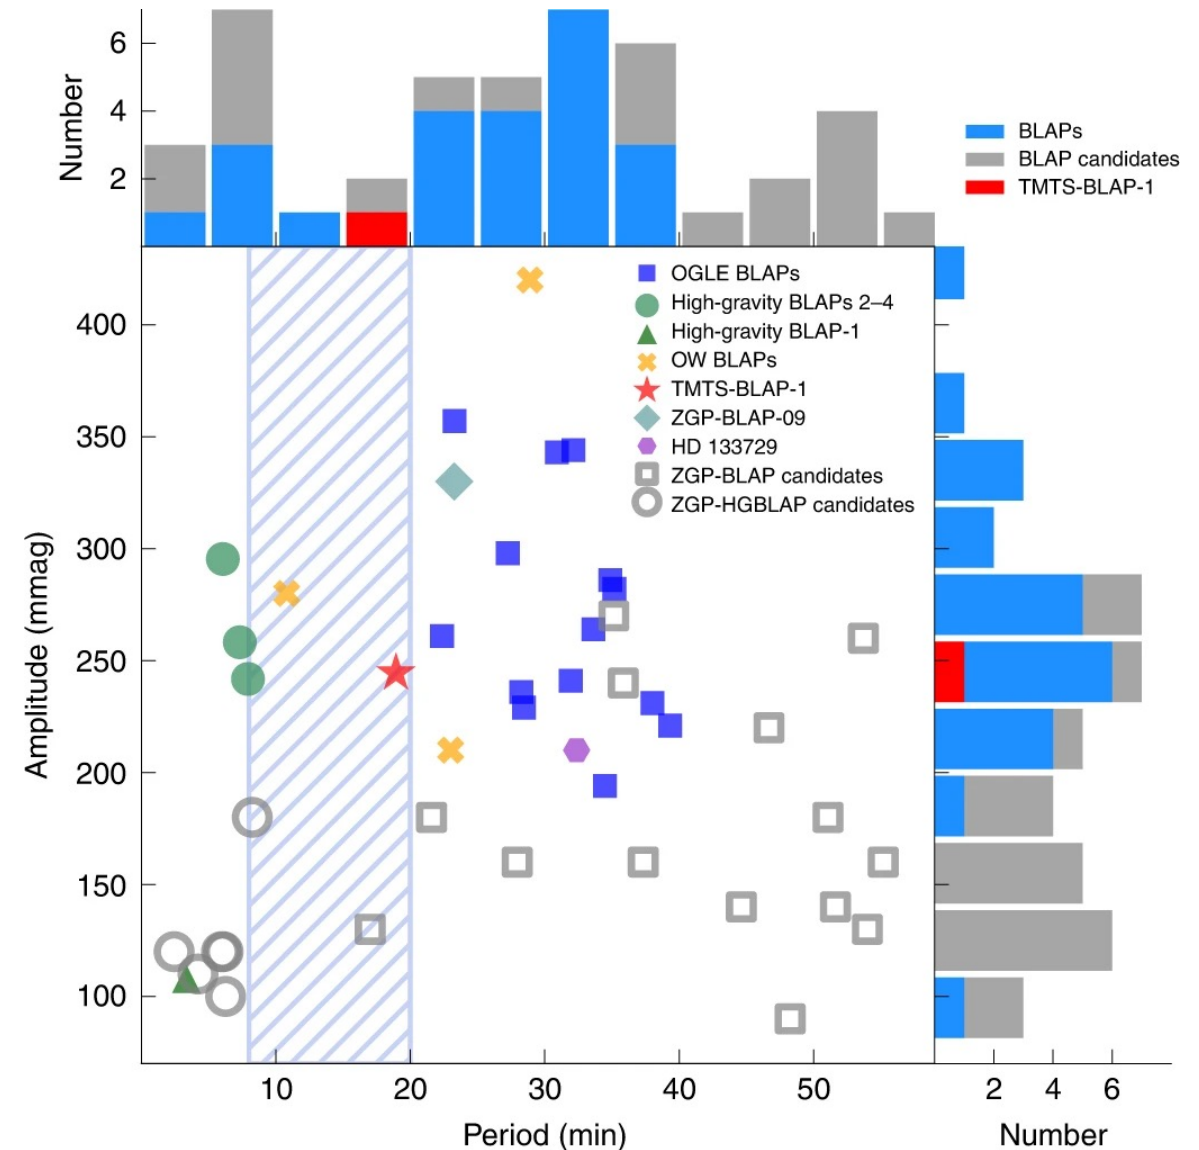 6
4
2
Number
BLAPs
BLAP candidates
TMTS-BLAP-1
OGLE BLAPs
High-gravity BLAPs 2–4
High-gravity BLAP-1
OW BLAPs
TMTS-BLAP-1
ZGP-BLAP-09
HD 133729
ZGP-BLAP candidates
ZGP-HGBLAP candidates
400
350
300
250
200
150
100
Amplitude (mmag)
10 20 30 40 50
Period (min)
2 4 6
Number